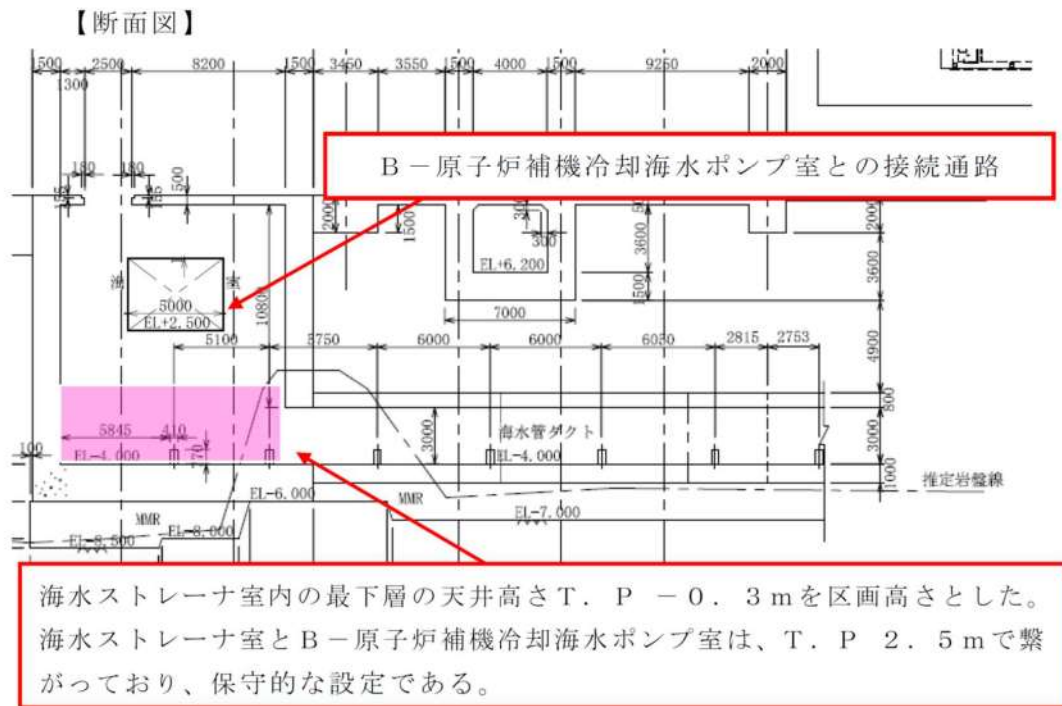 【断面図】
1500 2500 8200 1500 3450 3550 1500 4000 1500 9250 2000
1300
180 180
500
B－原子炉補機冷却海水ポンプ室との接続通路
2000
1500
300
300
3600
2000
3600
EL+6.200
1500
室
5000
EL+2.500
10800
7000
5100 5750 6000 6000 6050 2815 2753
4900
800
5845 410
3000
海水管ダクト
3000
100
EL-4.000
EL-4.000
1000
推定岩盤線
EL-6.000
MMR
EL-7.000
MMR
EL-8.000
EL-8.500
海水ストレーナ室内の最下層の天井高さT．P －0．3mを区画高さとした。
海水ストレーナ室とB－原子炉補機冷却海水ポンプ室は、T．P 2．5mで繋
がっており、保守的な設定である。